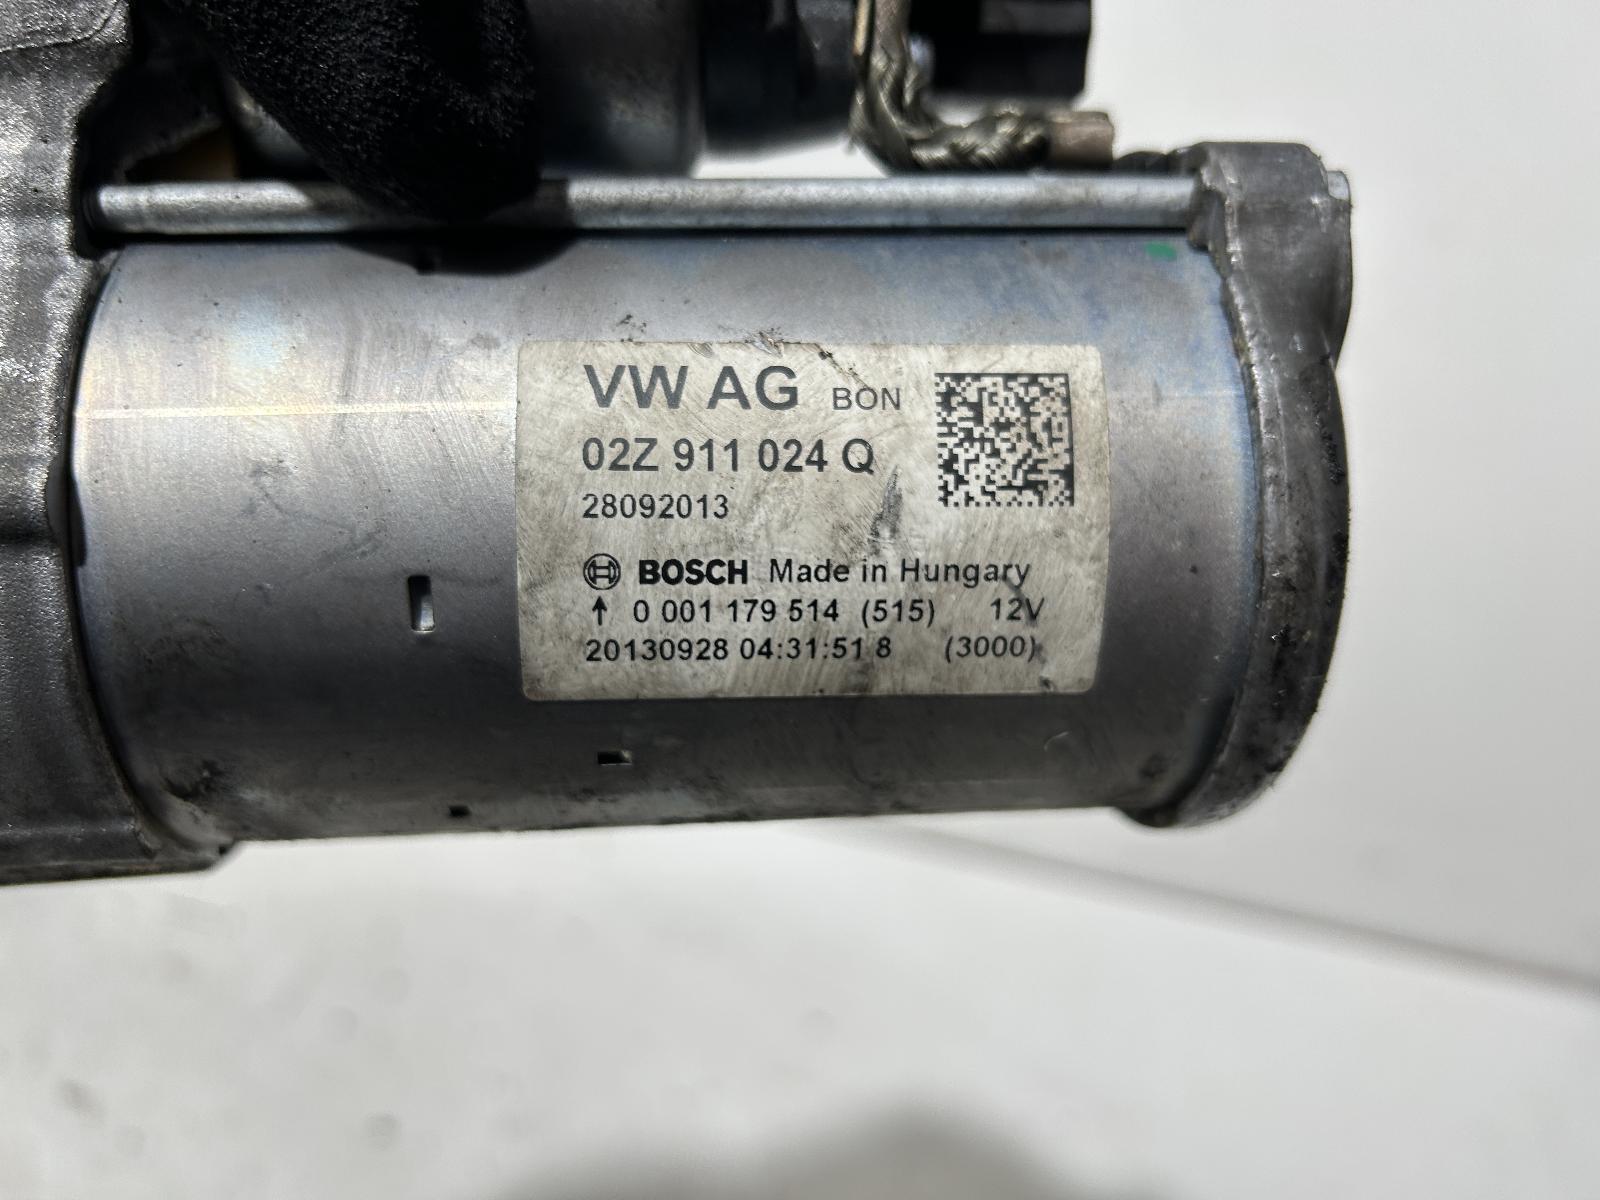 VW AG BON
02Z 911 024 Q
28092013
BOSCH Made in Hungary
↑ 0 001 179 514 (515) 12V
20130928 04:31:51 8 (3000)